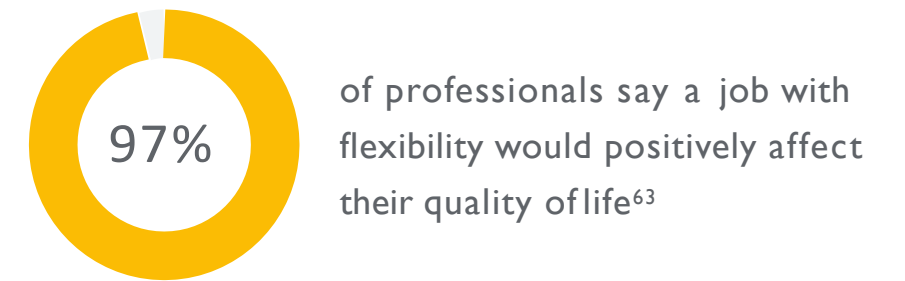 97%
of professionals say a job with
flexibility would positively affect
their quality of life⁶³